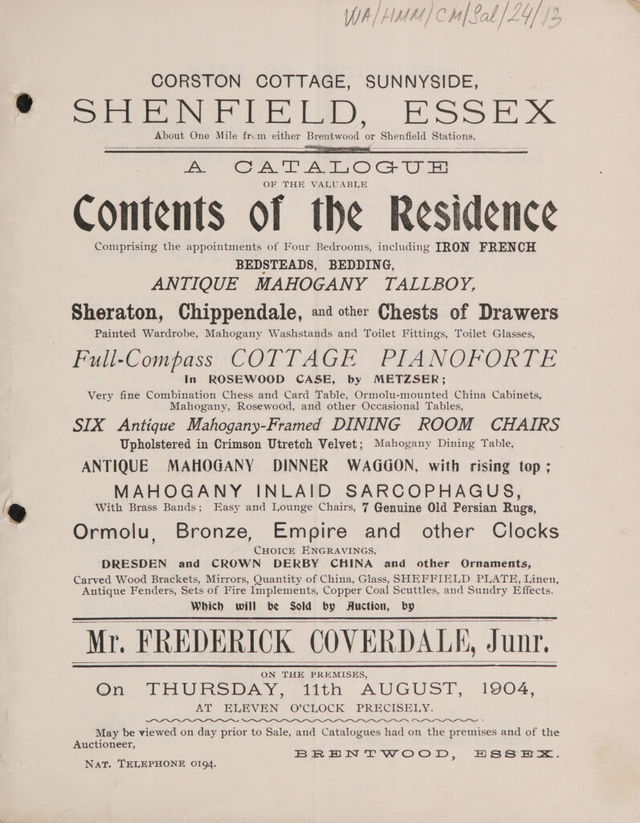 WA/HMM/CM/Sal/24/13
CORSTON COTTAGE, SUNNYSIDE,
SHENFIELD, ESSEX
About One Mile from either Brentwood or Shenfield Stations.
A CATALOGUE
OF THE VALUABLE
Contents of the Residence
Comprising the appointments of Four Bedrooms, including IRON FRENCH
BEDSTEADS, BEDDING,
ANTIQUE MAHOGANY TALLBOY,
Sheraton, Chippendale, and other Chests of Drawers
Painted Wardrobe, Mahogany Washstands and Toilet Fittings, Toilet Glasses,
Full-Compass COTTAGE PIANOFORTE
In ROSEWOOD CASE, by METZSER;
Very fine Combination Chess and Card Table, Ormolu-mounted China Cabinets,
Mahogany, Rosewood, and other Occasional Tables,
SIX Antique Mahogany-Framed DINING ROOM CHAIRS
Upholstered in Crimson Utretch Velvet; Mahogany Dining Table,
ANTIQUE MAHOGANY DINNER WAGGON, with rising top;
MAHOGANY INLAID SARCOPHAGUS,
With Brass Bands; Easy and Lounge Chairs, 7 Genuine Old Persian Rugs,
Ormolu, Bronze, Empire and other Clocks
CHOICE ENGRAVINGS,
DRESDEN and CROWN DERBY CHINA and other Ornaments,
Carved Wood Brackets, Mirrors, Quantity of China, Glass, SHEFFIELD PLATE, Linen,
Antique Fenders, Sets of Fire Implements, Copper Coal Scuttles, and Sundry Effects.
Which will be Sold by Auction, by
Mr. FREDERICK COVERDALE, Junr.
ON THE PREMISES,
On THURSDAY, 11th AUGUST, 1904,
AT ELEVEN O'CLOCK PRECISELY.
May be viewed on day prior to Sale, and Catalogues had on the premises and of the
Auctioneer,
BRENTWOOD, ESSEX.
NAT. TELEPHONE 0194.